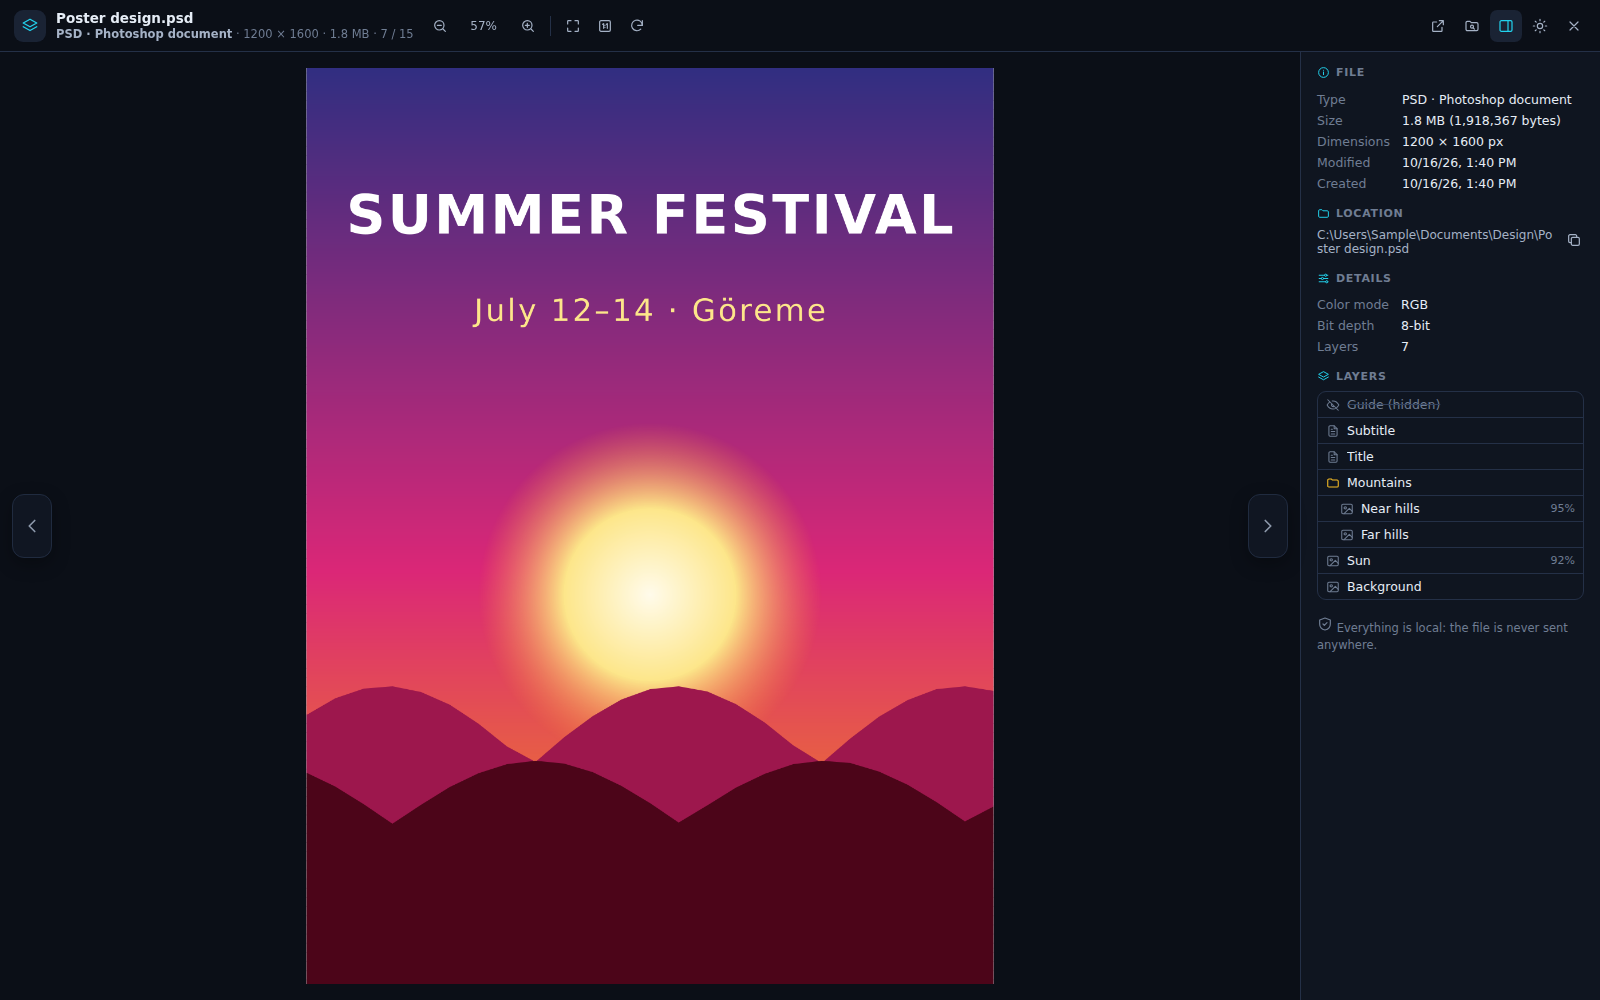 Poster design.psd
PSD · Photoshop document · 1200 × 1600 · 1.8 MB · 7 / 15
57%
SUMMER FESTIVAL
July 12–14 · Göreme
FILE
Type PSD · Photoshop document
Size 1.8 MB (1,918,367 bytes)
Dimensions 1200 × 1600 px
Modified 10/16/26, 1:40 PM
Created 10/16/26, 1:40 PM
LOCATION
C:\Users\Sample\Documents\Design\Po
ster design.psd
DETAILS
Color mode RGB
Bit depth 8-bit
Layers 7
LAYERS
Guide (hidden)
Subtitle
Title
Mountains
Near hills 95%
Far hills
Sun 92%
Background
Everything is local: the file is never sent
anywhere.